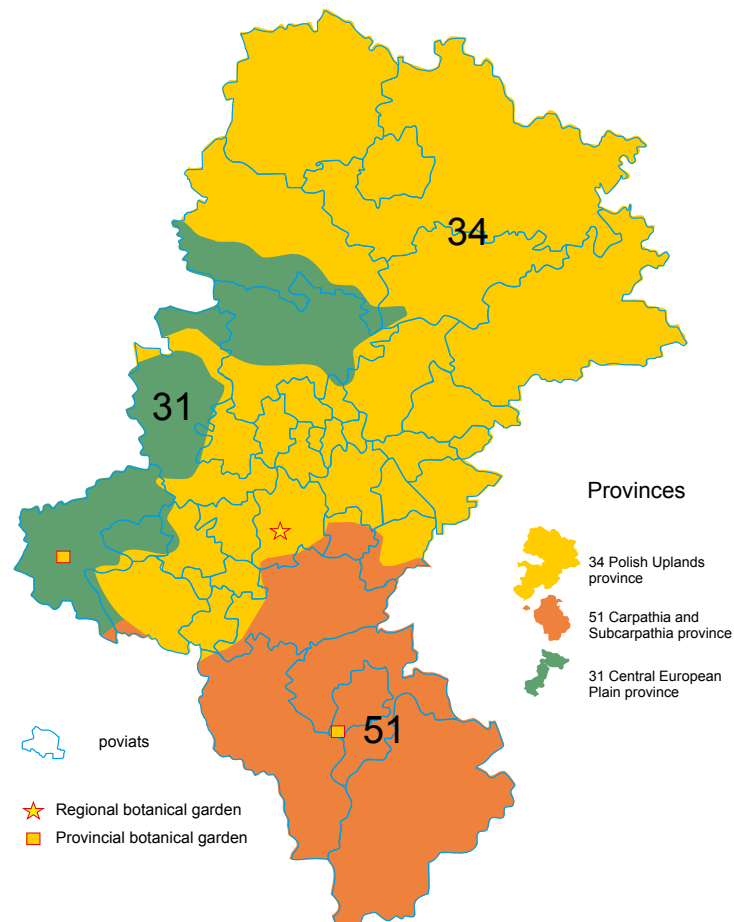 34
31
51
Provinces
34 Polish Uplands
province
51 Carpathia and
Subcarpathia province
31 Central European
Plain province
poviats
Regional botanical garden
Provincial botanical garden